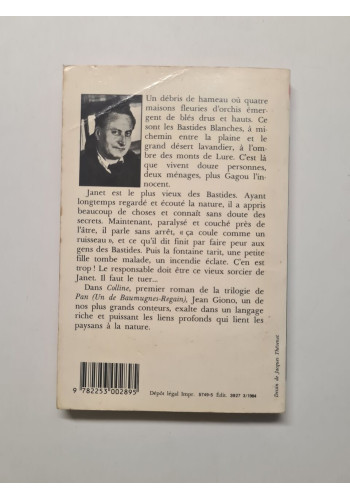 Un débris de hameau où quatre
maisons fleuries d'orchis émer-
gent de blés drus et hauts. Ce
sont les Bastides Blanches, à mi-
chemin entre la plaine et le
grand désert lavandier, à l'om-
bre des monts de Lure. C'est là
que vivent douze personnes,
deux ménages, plus Gagou l'in-
nocent.
Janet est le plus vieux des Bastides. Ayant
longtemps regardé et écouté la nature, il a appris
beaucoup de choses et connaît sans doute des
secrets. Maintenant, paralysé et couché près de
l'âtre, il parle sans arrêt, « ça coule comme un
ruisseau », et ce qu'il dit finit par faire peur aux
gens des Bastides. Puis la fontaine tarit, une petite
fille tombe malade, un incendie éclate. C'en est
trop ! Le responsable doit être ce vieux sorcier de
Janet. Il faut le tuer...
Dans Colline, premier roman de la trilogie de
Pan (Un de Baumugnes-Regain), Jean Giono, un de
nos plus grands conteurs, exalte dans un langage
riche et puissant les liens profonds qui lient les
paysans à la nature.
9 782253 002895
Dépôt légal Impr. 6740-5 Édit. 3827 3/1984
Dessin de Jacques Thévenet